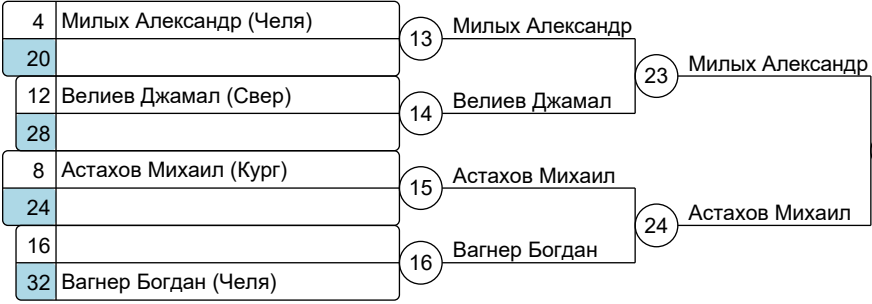 4 Милых Александр (Челя)
20
13 Милых Александр
12 Велиев Джамал (Свер)
28
14 Велиев Джамал
23 Милых Александр
8 Астахов Михаил (Кург)
24
15 Астахов Михаил
16
32 Вагнер Богдан (Челя)
16 Вагнер Богдан
24 Астахов Михаил